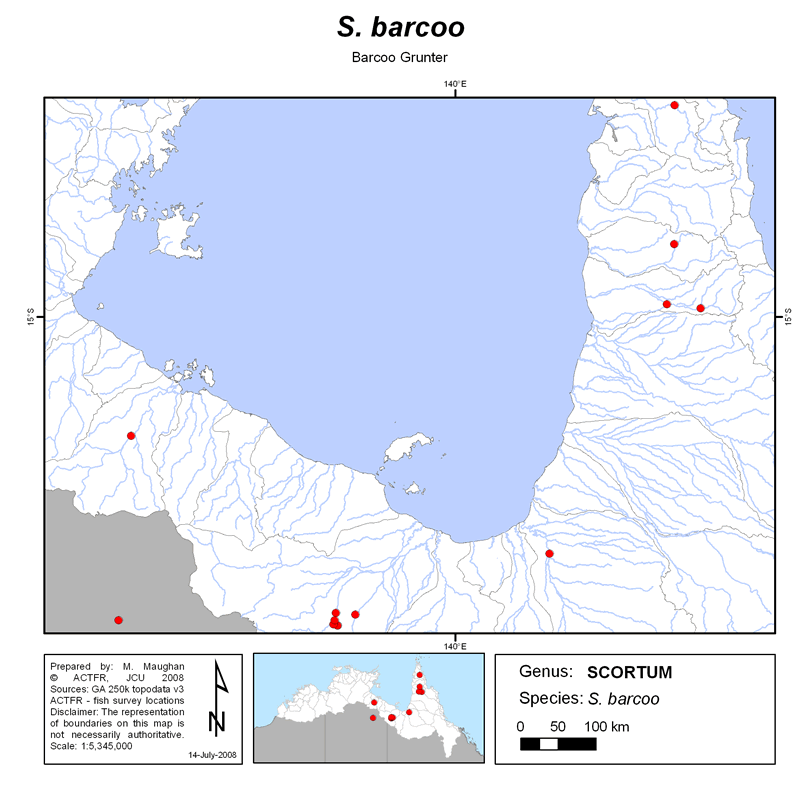 S. barcoo
Barcoo Grunter
140°E
15°S
15°S
140°E
Prepared by: M. Maughan
© ACTFR, JCU 2008
Sources: GA 250k topodata v3
ACTFR - fish survey locations
Disclaimer: The representation
of boundaries on this map is
not necessarily authoritative.
Scale: 1:5,345,000
N
14-July-2008
Genus: SCORTUM
Species: S. barcoo
0 50 100 km